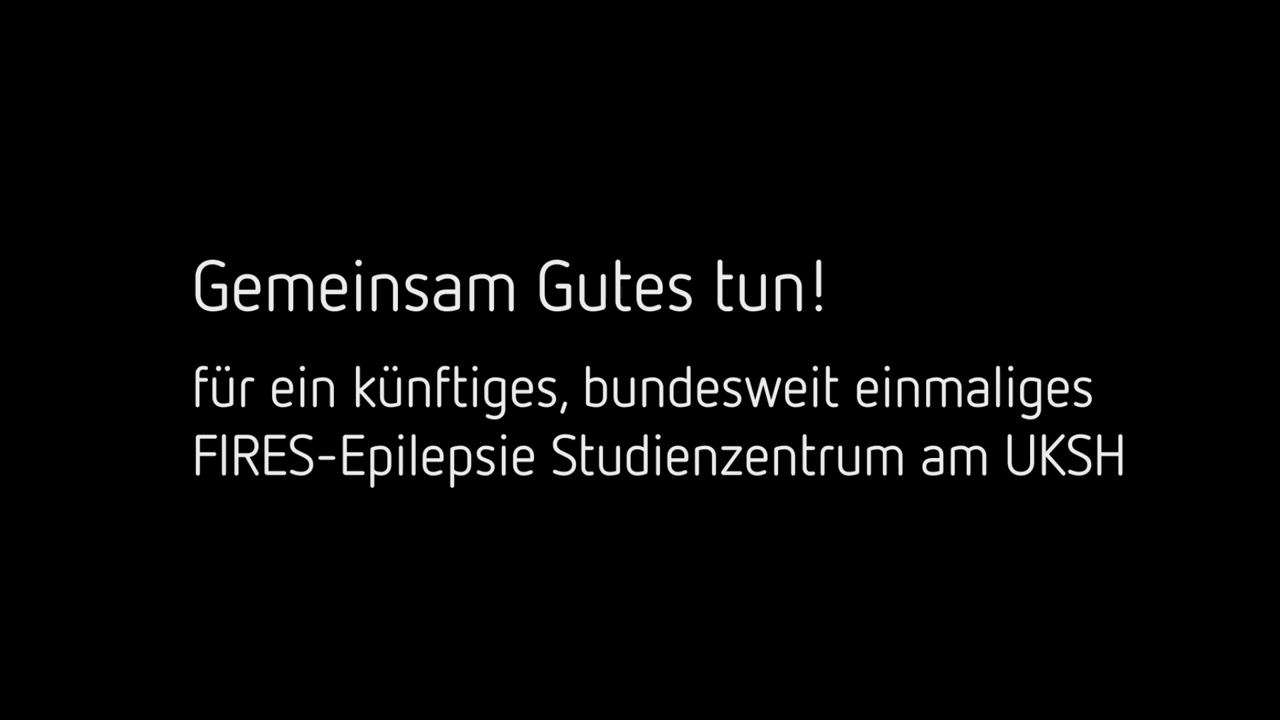 Gemeinsam Gutes tun!
für ein künftiges, bundesweit einmaliges
FIRES-Epilepsie Studienzentrum am UKSH